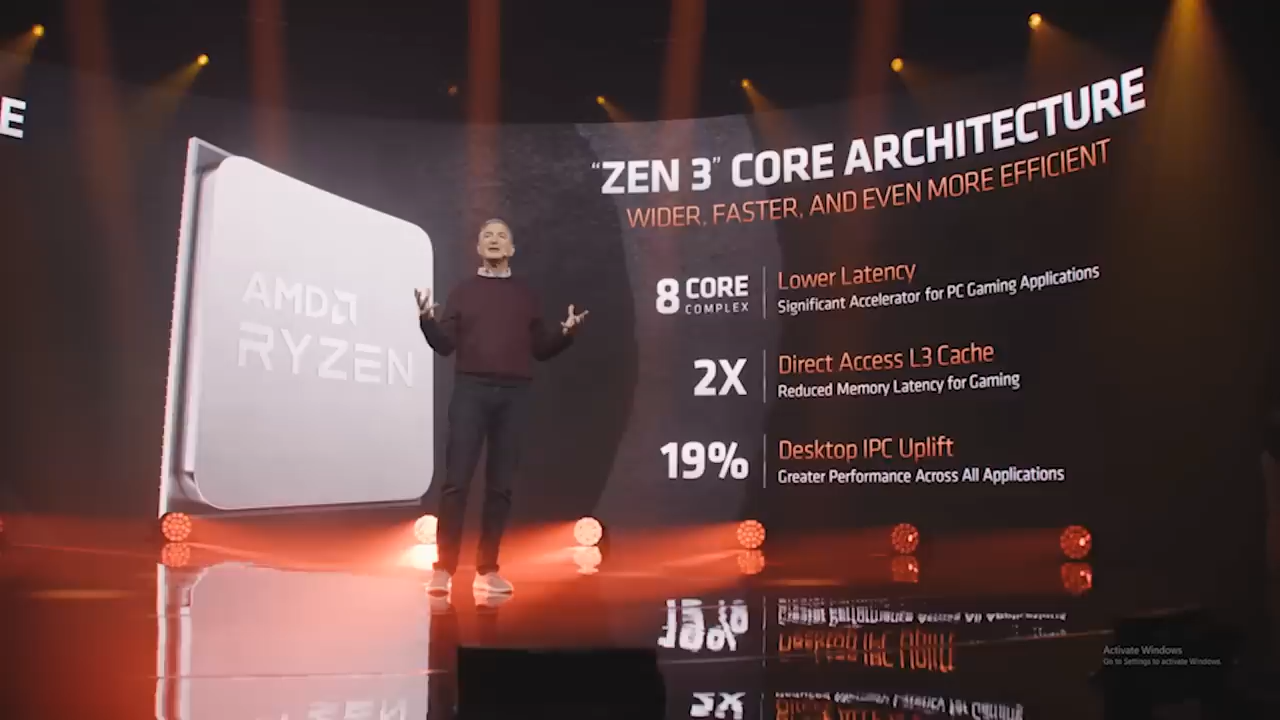 E
"ZEN 3" CORE ARCHITECTURE
WIDER, FASTER, AND EVEN MORE EFFICIENT
AMD
RYZEN
8 CORE COMPLEX
Lower Latency
Significant Accelerator for PC Gaming Applications
2X
Direct Access L3 Cache
Reduced Memory Latency for Gaming
19%
Desktop IPC Uplift
Greater Performance Across All Applications
Activate Windows
Go to Settings to activate Windows.